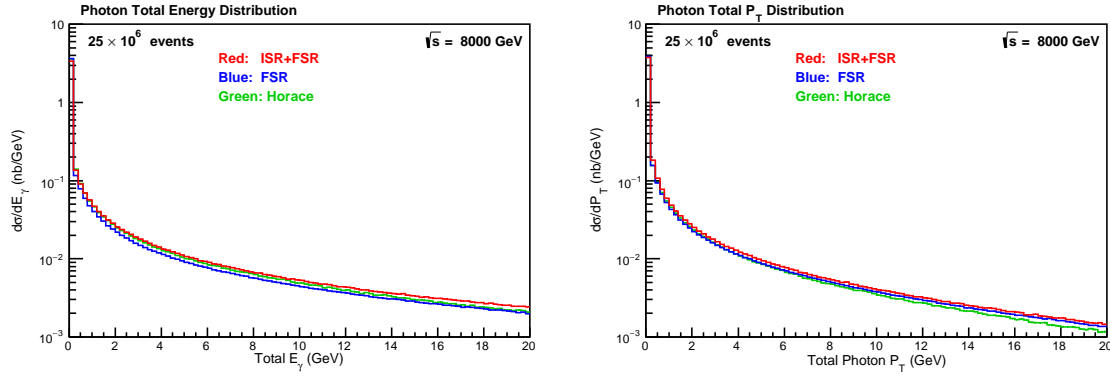 Photon Total Energy Distribution
25 × 10⁶ events
√s = 8000 GeV
Red: ISR+FSR
Blue: FSR
Green: Horace
dσ/dE_γ (nb/GeV)
10
1
10⁻¹
10⁻²
10⁻³
0 2 4 6 8 10 12 14 16 18 20
Total E_γ (GeV)
Photon Total P_T Distribution
25 × 10⁶ events
√s = 8000 GeV
Red: ISR+FSR
Blue: FSR
Green: Horace
dσ/dP_T (nb/GeV)
10
1
10⁻¹
10⁻²
10⁻³
0 2 4 6 8 10 12 14 16 18 20
Total Photon P_T (GeV)